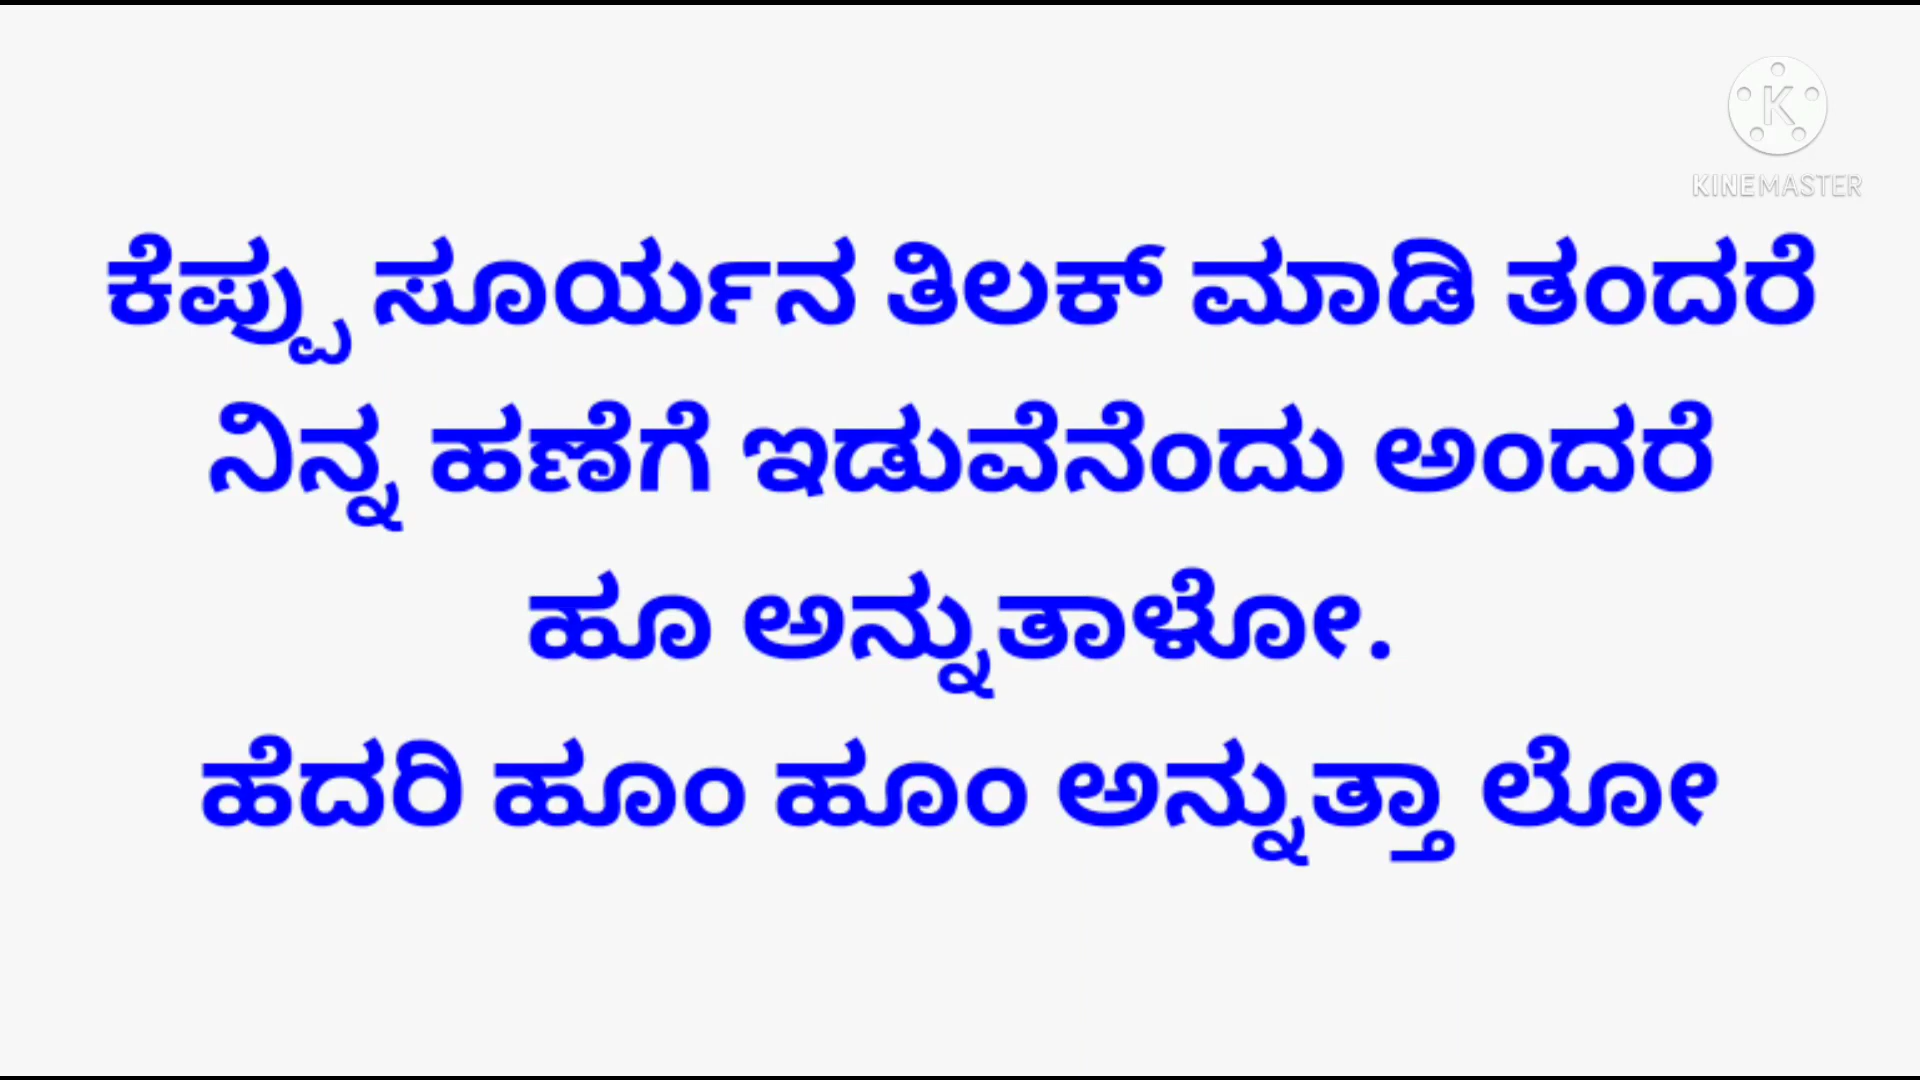 KINEMASTER
ಕೆಪ್ಪು ಸೂರ್ಯನ ತಿಲಕ್ ಮಾಡಿ ತಂದರೆ
ನಿನ್ನ ಹಣೆಗೆ ಇಡುವೆನೆಂದು ಅಂದರೆ
ಹೂ ಅನ್ನುತಾಳೋ.
ಹೆದರಿ ಹೂಂ ಹೂಂ ಅನ್ನುತ್ತಾ ಲೋ